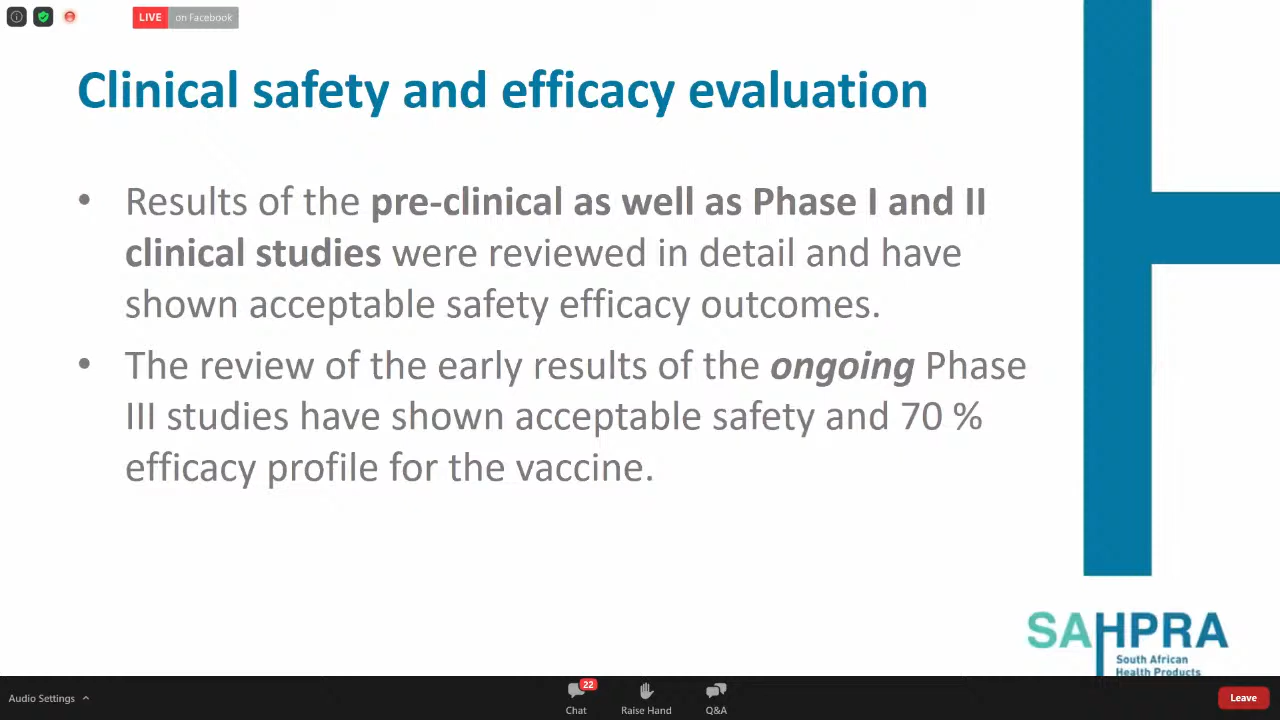 LIVE on Facebook
Clinical safety and efficacy evaluation
• Results of the pre-clinical as well as Phase I and II
clinical studies were reviewed in detail and have
shown acceptable safety efficacy outcomes.
• The review of the early results of the ongoing Phase
III studies have shown acceptable safety and 70 %
efficacy profile for the vaccine.
SAHPRA
South African
Health Products
Audio Settings
22
Chat
Raise Hand
Q&A
Leave